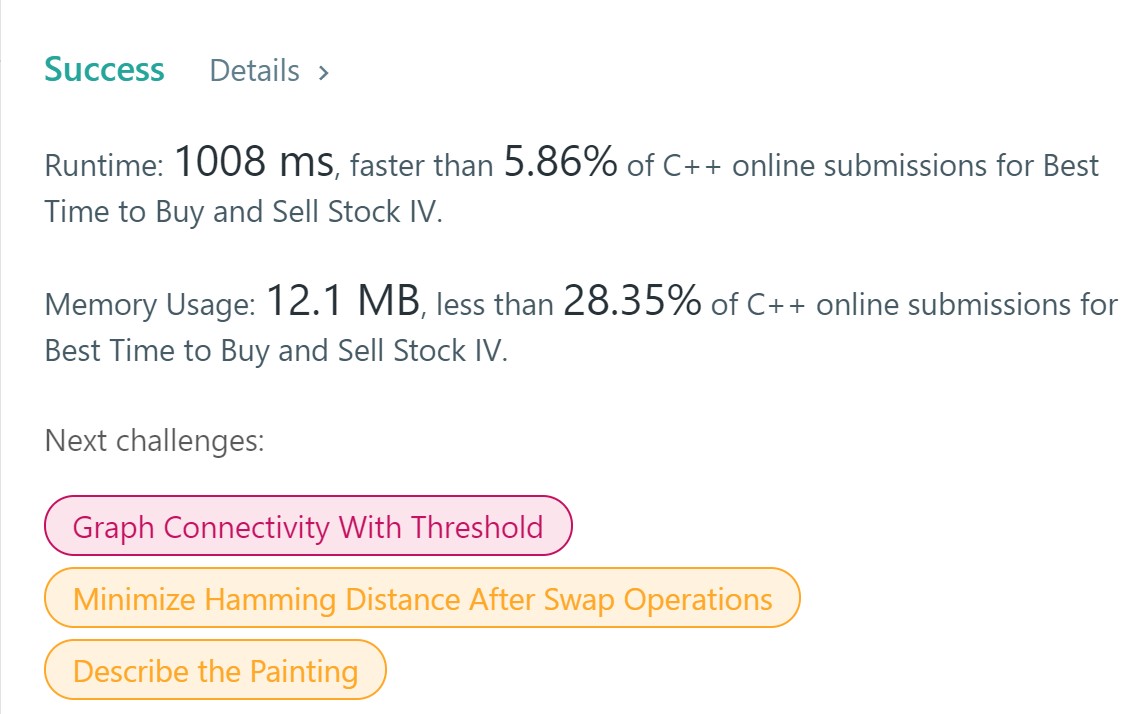 Success Details >
Runtime: 1008 ms, faster than 5.86% of C++ online submissions for Best
Time to Buy and Sell Stock IV.
Memory Usage: 12.1 MB, less than 28.35% of C++ online submissions for
Best Time to Buy and Sell Stock IV.
Next challenges:
Graph Connectivity With Threshold
Minimize Hamming Distance After Swap Operations
Describe the Painting